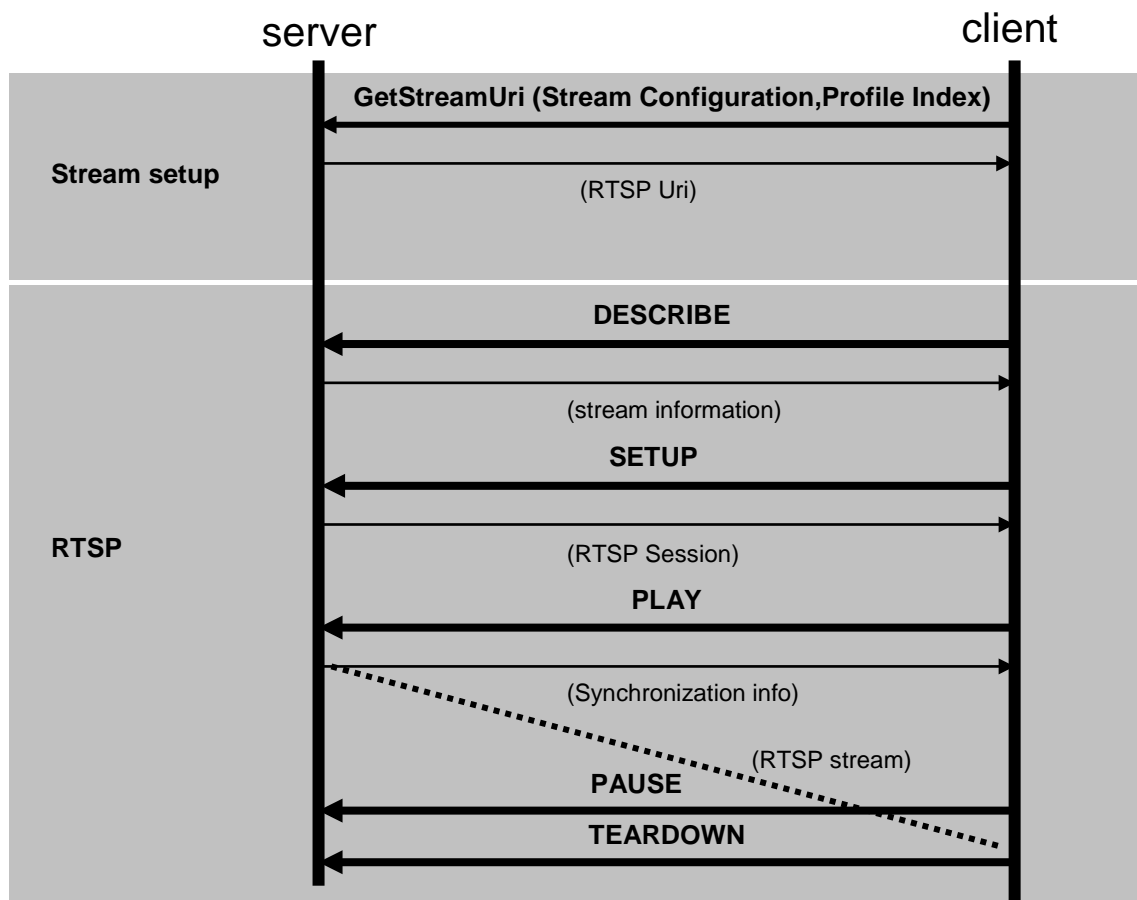 server
client
GetStreamUri (Stream Configuration,Profile Index)
Stream setup
(RTSP Uri)
DESCRIBE
(stream information)
SETUP
RTSP
(RTSP Session)
PLAY
(Synchronization info)
(RTSP stream)
PAUSE
TEARDOWN